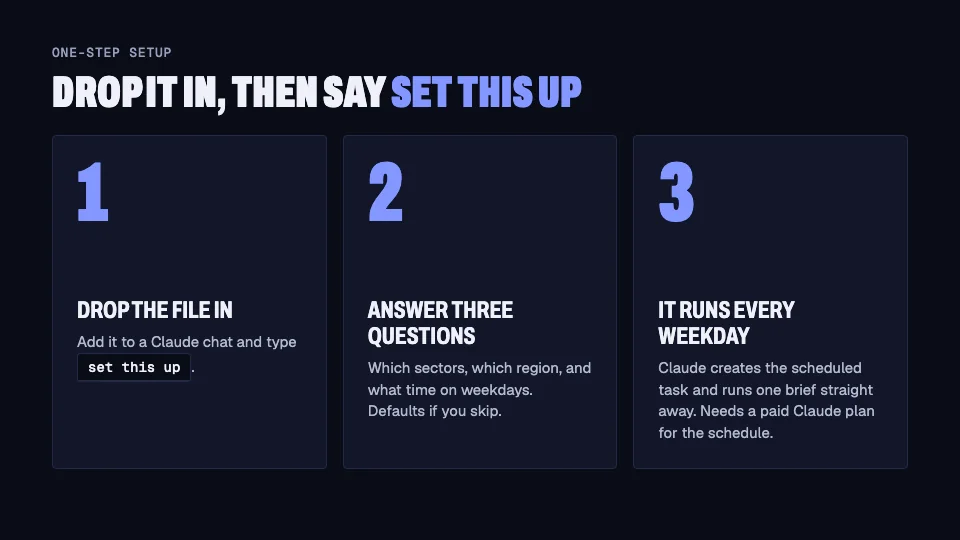 ONE-STEP SETUP
DROP IT IN, THEN SAY SET THIS UP
1
DROP THE FILE IN
Add it to a Claude chat and type
set this up.
2
ANSWER THREE
QUESTIONS
Which sectors, which region, and
what time on weekdays.
Defaults if you skip.
3
IT RUNS EVERY
WEEKDAY
Claude creates the scheduled
task and runs one brief straight
away. Needs a paid Claude plan
for the schedule.